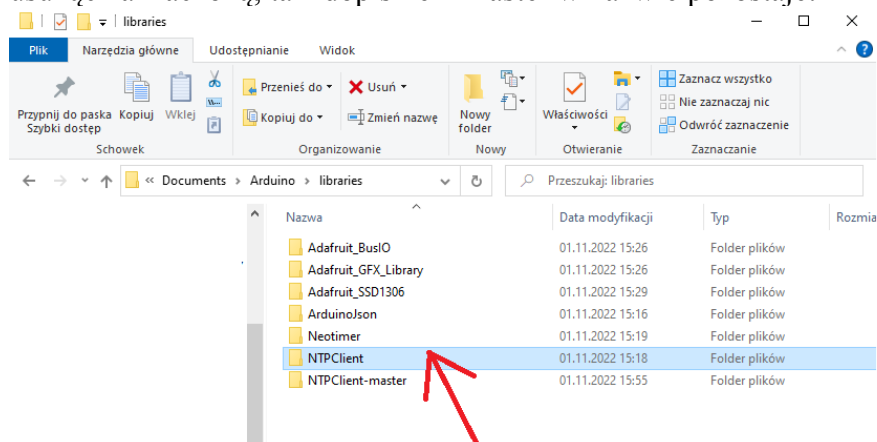 libraries
Plik Narzędzia główne Udostępnianie Widok
Przypnij do paska Szybki dostęp
Kopiuj
Wklej
Przenieś do
Kopiuj do
Usuń
Zmień nazwę
Nowy folder
Właściwości
Zaznacz wszystko
Nie zaznaczaj nic
Odwróć zaznaczenie
Schowek Organizowanie Nowy Otwieranie Zaznaczanie
« Documents › Arduino › libraries
Przeszukaj: libraries
Nazwa Data modyfikacji Typ Rozmia
Adafruit_BusIO 01.11.2022 15:26 Folder plików
Adafruit_GFX_Library 01.11.2022 15:26 Folder plików
Adafruit_SSD1306 01.11.2022 15:29 Folder plików
ArduinoJson 01.11.2022 15:16 Folder plików
Neotimer 01.11.2022 15:19 Folder plików
NTPClient 01.11.2022 15:18 Folder plików
NTPClient-master 01.11.2022 15:55 Folder plików